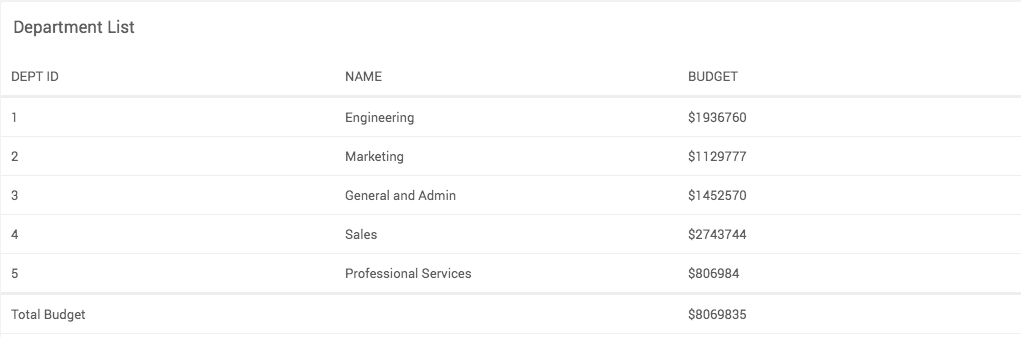 Department List
DEPT ID NAME BUDGET
1 Engineering $1936760
2 Marketing $1129777
3 General and Admin $1452570
4 Sales $2743744
5 Professional Services $806984
Total Budget $8069835